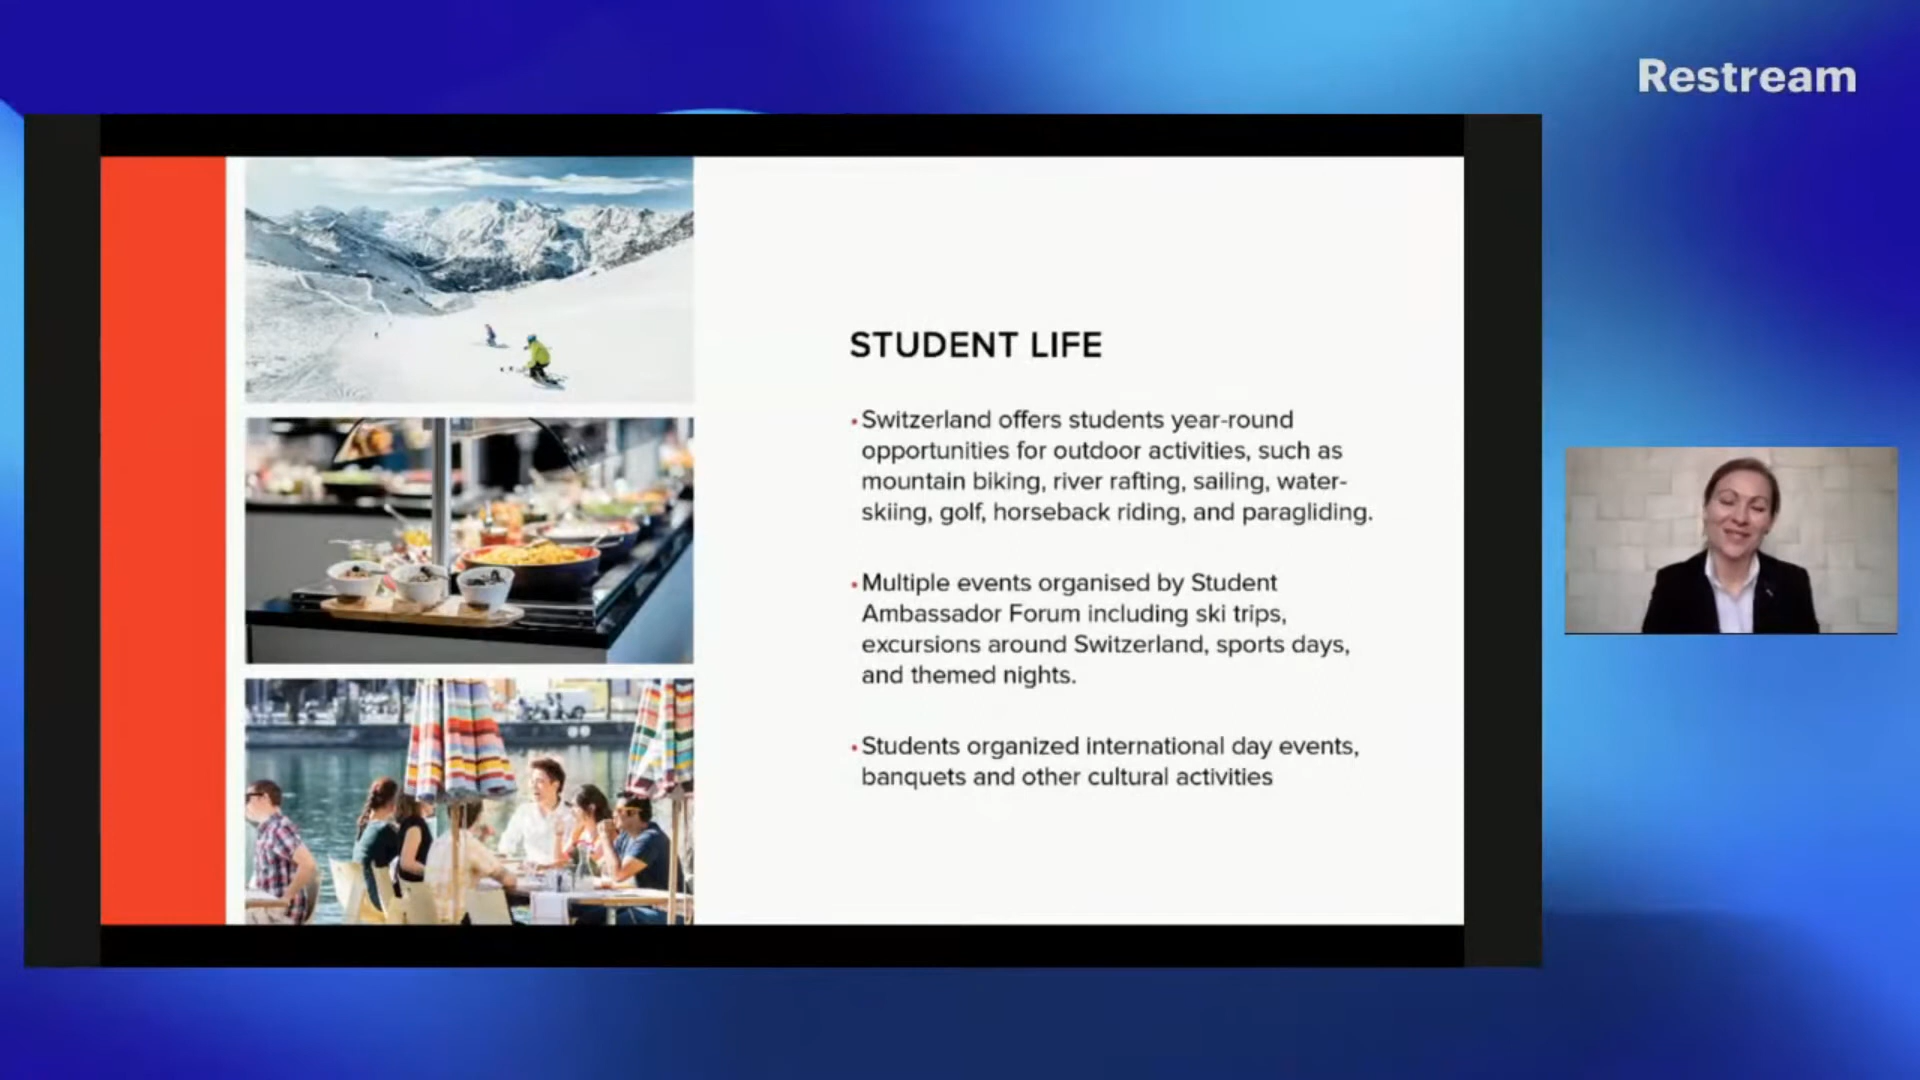 Restream
STUDENT LIFE
•Switzerland offers students year-round
opportunities for outdoor activities, such as
mountain biking, river rafting, sailing, water-
skiing, golf, horseback riding, and paragliding.
•Multiple events organised by Student
Ambassador Forum including ski trips,
excursions around Switzerland, sports days,
and themed nights.
•Students organized international day events,
banquets and other cultural activities